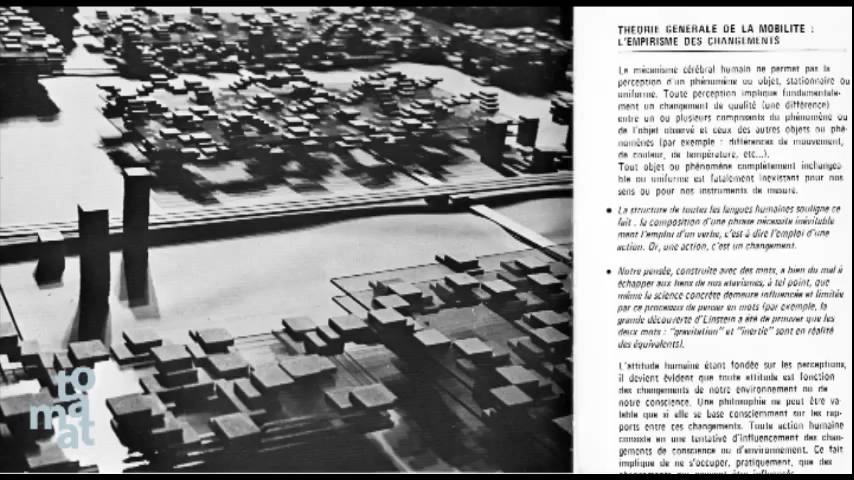 THEORIE GENERALE DE LA MOBILITE :
L'EMPIRISME DES CHANGEMENTS
Le mécanisme cérébral humain ne permet pas la
perception d'un phénomène ou objet, stationnaire ou
uniforme. Toute perception implique fondamentale-
ment un changement de qualité (une différence)
entre un ou plusieurs composants du phénomène ou
de l'objet observé et ceux des autres objets ou phé-
nomènes (par exemple : différences de mouvement,
de couleur, de température, etc...).
Tout objet ou phénomène complètement inchangea-
ble ou uniforme est fatalement inexistant pour nos
sens ou pour nos instruments de mesure.
● La structure de toutes les langues humaines souligne ce
fait : la composition d'une phrase nécessite inévitable
ment l'emploi d'un verbe, c'est à dire l'emploi d'une
action. Or, une action, c'est un changement.
● Notre pensée, construite avec des mots, a bien du mal à
échapper aux liens de nos atavismes, à tel point, que
même la science concrète demeure influencée et limitée
par ce processus de penser en mots (par exemple, la
grande découverte d'Einstein a été de prouver que les
deux mots : "gravitation" et "inertie" sont en réalité
des équivalents).
L'attitude humaine étant fondée sur les perceptions,
il devient évident que toute attitude est fonction
des changements de notre environnement ou de
notre conscience. Une philosophie ne peut être va-
lable que si elle se base consciemment sur les rap-
ports entre ces changements. Toute action humaine
consiste en une tentative d'influencement des chan-
gements de conscience ou d'environnement. Ce fait
implique de ne s'occuper, pratiquement, que des
to
ma
at